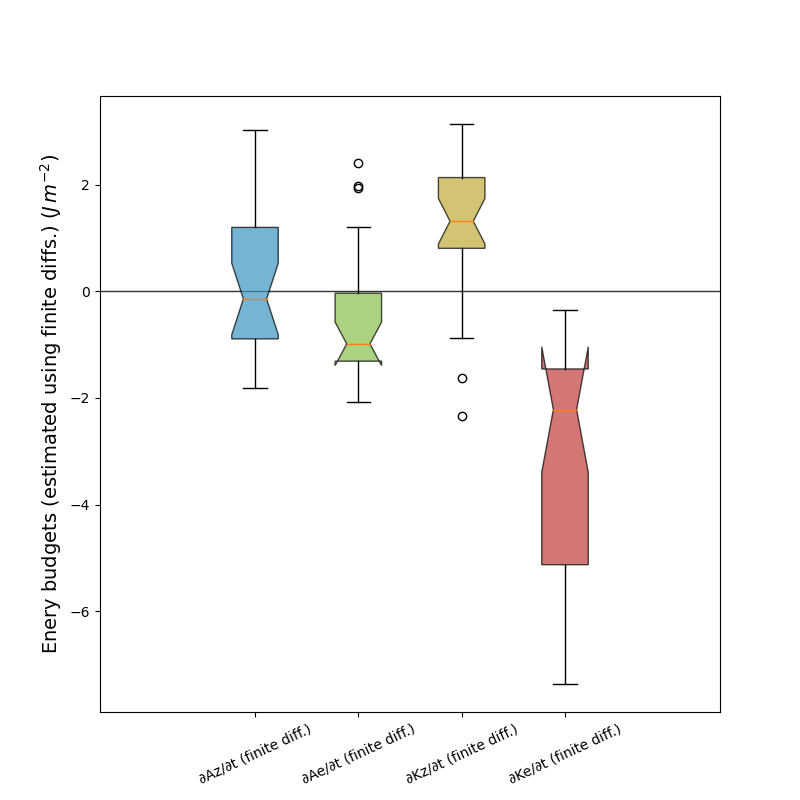 Enery budgets (estimated using finite diffs.) (J m⁻²)
2
0
−2
−4
−6
∂Az/∂t (finite diff.)
∂Ae/∂t (finite diff.)
∂Kz/∂t (finite diff.)
∂Ke/∂t (finite diff.)